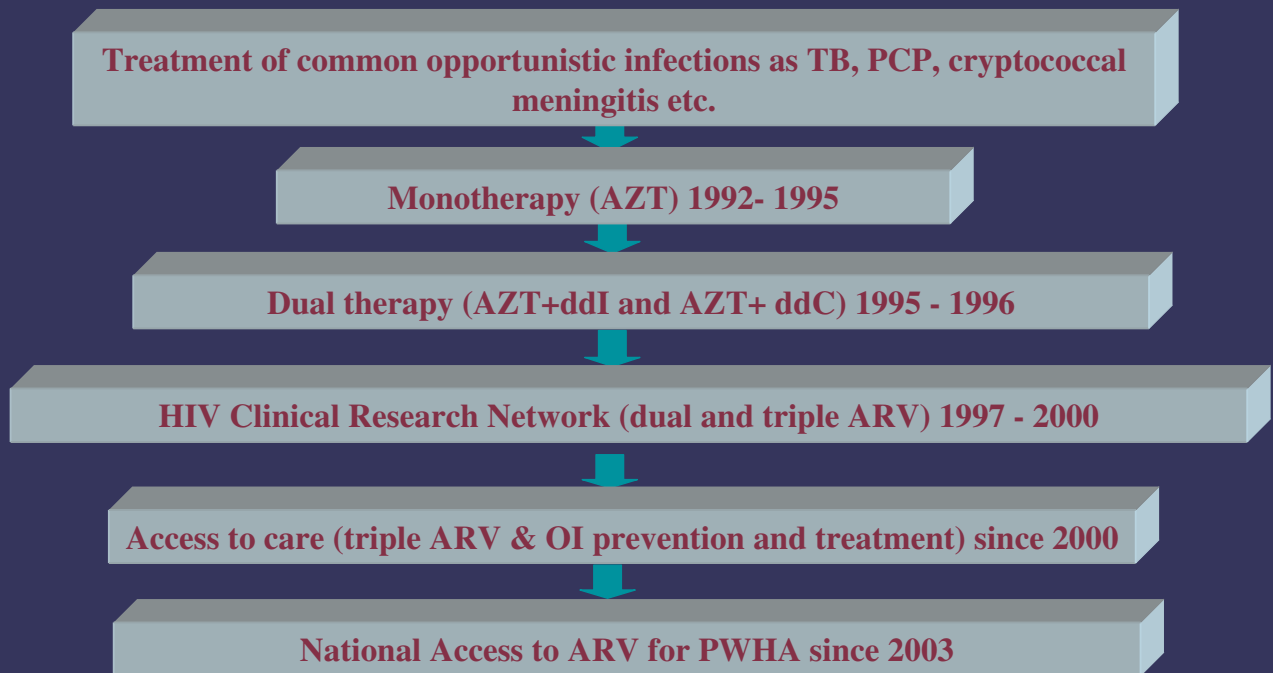 Treatment of common opportunistic infections as TB, PCP, cryptococcal
meningitis etc.
Monotherapy (AZT) 1992- 1995
Dual therapy (AZT+ddI and AZT+ ddC) 1995 - 1996
HIV Clinical Research Network (dual and triple ARV) 1997 - 2000
Access to care (triple ARV & OI prevention and treatment) since 2000
National Access to ARV for PWHA since 2003